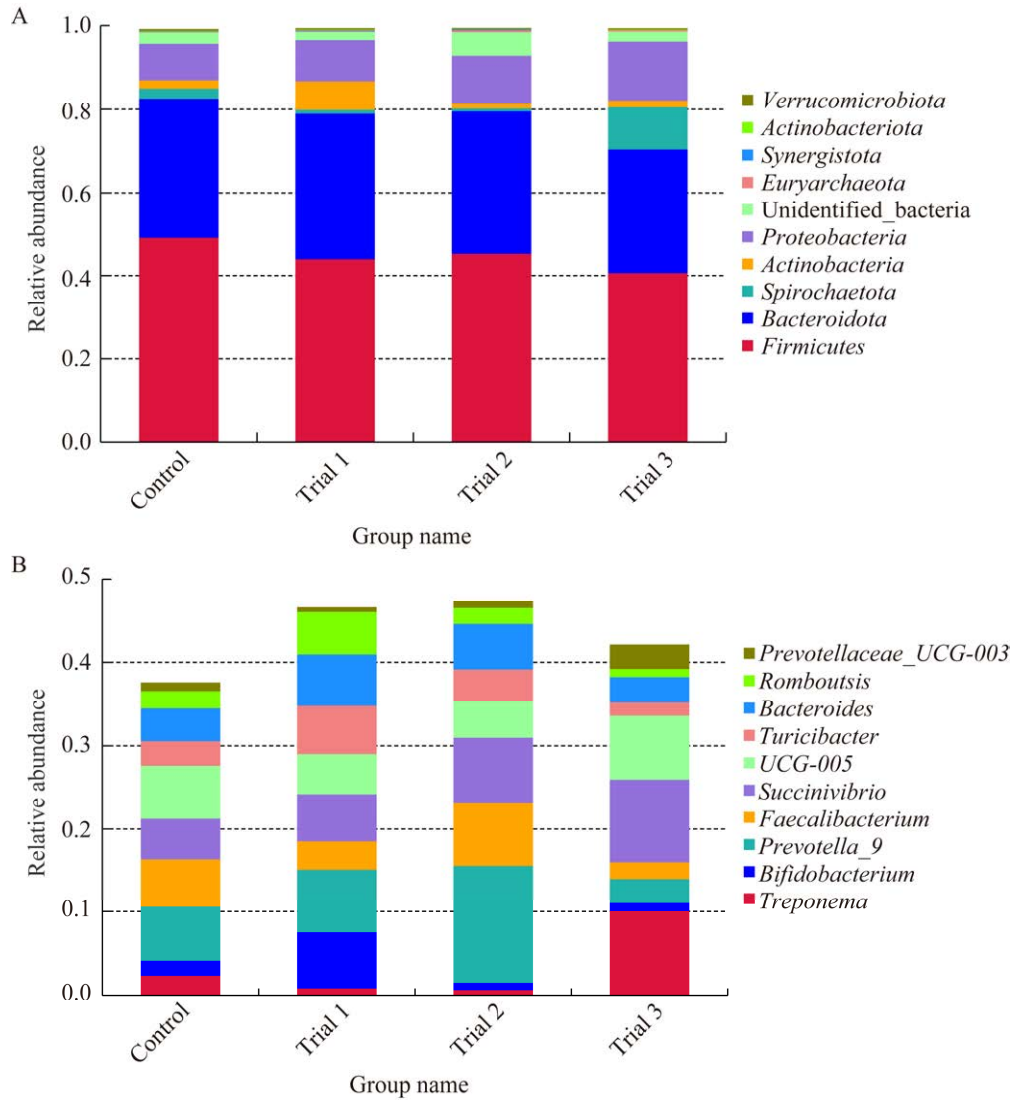 A
1.0
0.8
0.6
0.4
0.2
0.0
Relative abundance
Control
Trial 1
Trial 2
Trial 3
Group name
Verrucomicrobiota
Actinobacteriota
Synergistota
Euryarchaeota
Unidentified_bacteria
Proteobacteria
Actinobacteria
Spirochaetota
Bacteroidota
Firmicutes
B
0.5
0.4
0.3
0.2
0.1
0.0
Relative abundance
Control
Trial 1
Trial 2
Trial 3
Group name
Prevotellaceae_UCG-003
Romboutsis
Bacteroides
Turicibacter
UCG-005
Succinivibrio
Faecalibacterium
Prevotella_9
Bifidobacterium
Treponema